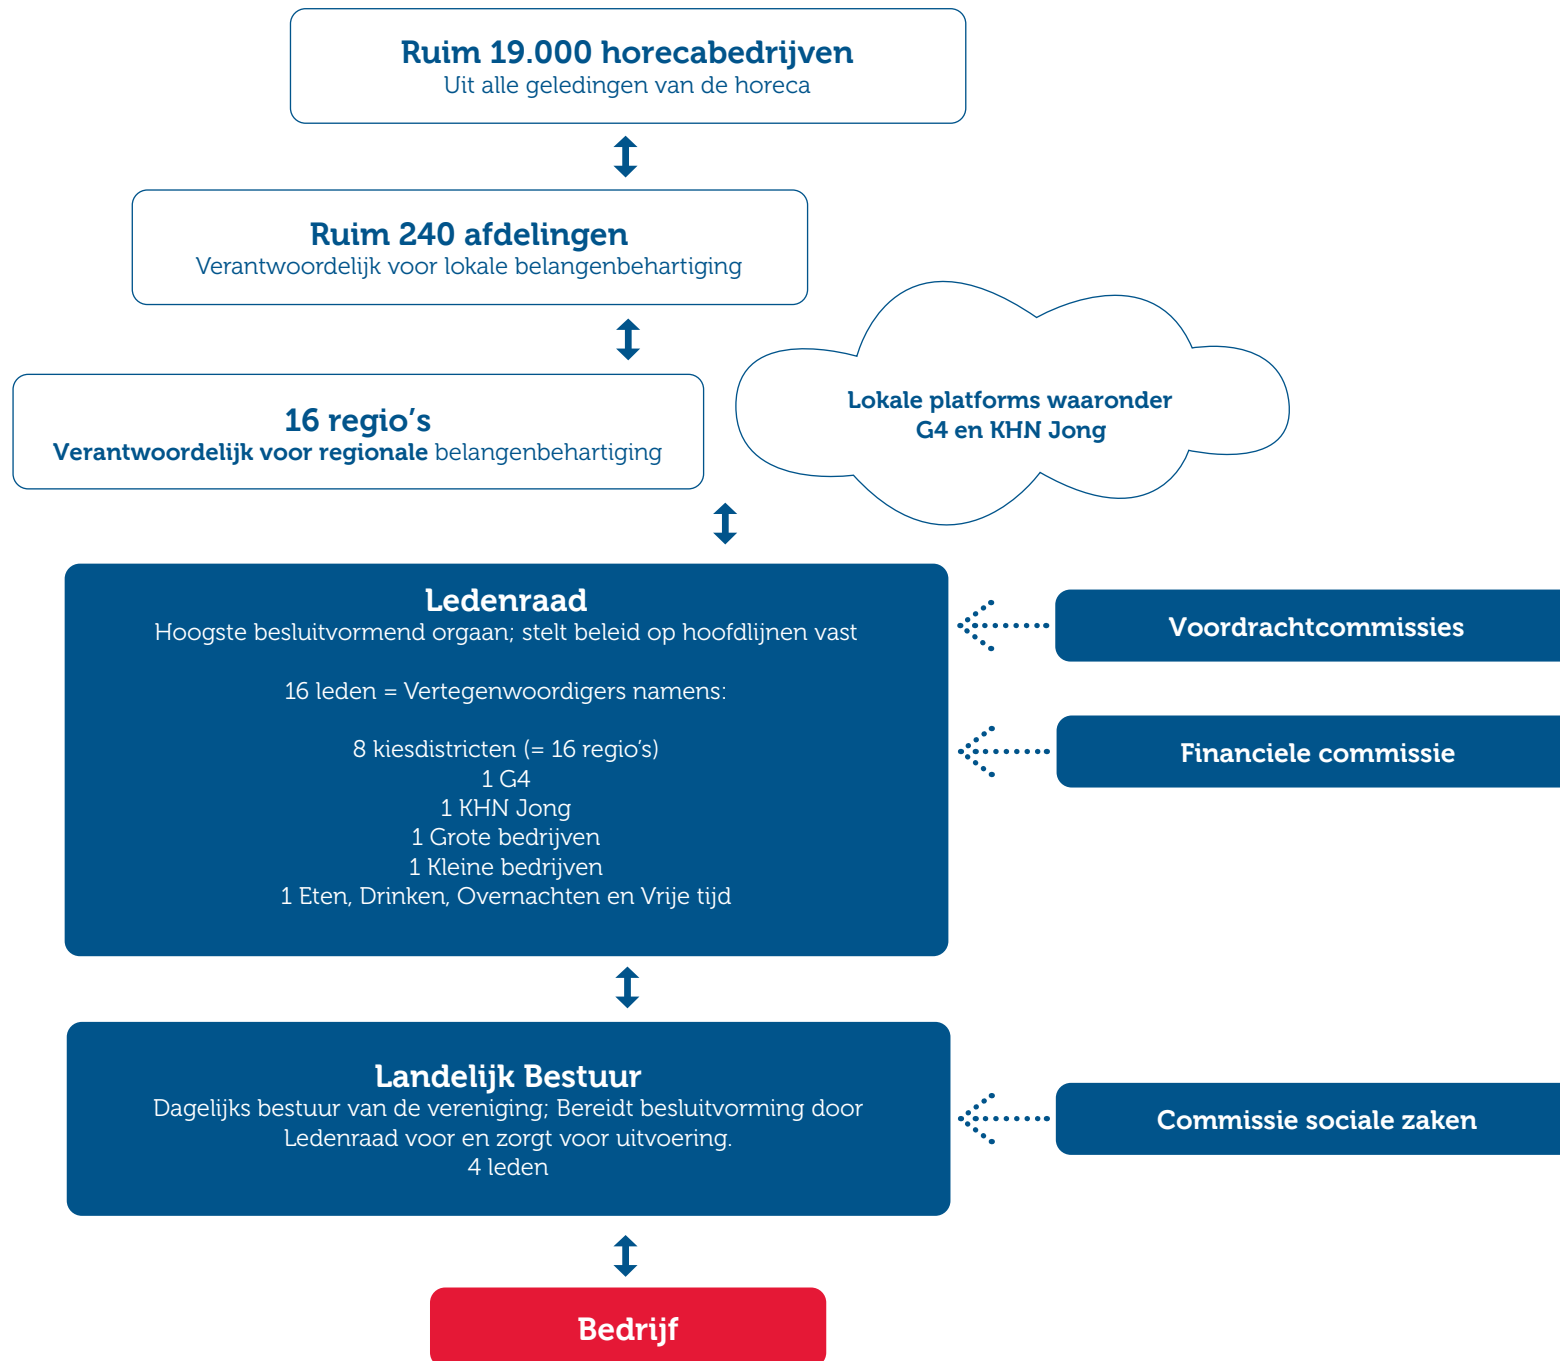 Ruim 19.000 horecabedrijven
Uit alle geledingen van de horeca
Ruim 240 afdelingen
Verantwoordelijk voor lokale belangenbehartiging
16 regio's
Verantwoordelijk voor regionale belangenbehartiging
Lokale platforms waaronder
G4 en KHN Jong
Ledenraad
Hoogste besluitvormend orgaan; stelt beleid op hoofdlijnen vast
16 leden = Vertegenwoordigers namens:
8 kiesdistricten (= 16 regio's)
1 G4
1 KHN Jong
1 Grote bedrijven
1 Kleine bedrijven
1 Eten, Drinken, Overnachten en Vrije tijd
Voordrachtcommissies
Financiele commissie
Landelijk Bestuur
Dagelijks bestuur van de vereniging; Bereidt besluitvorming door
Ledenraad voor en zorgt voor uitvoering.
4 leden
Commissie sociale zaken
Bedrijf